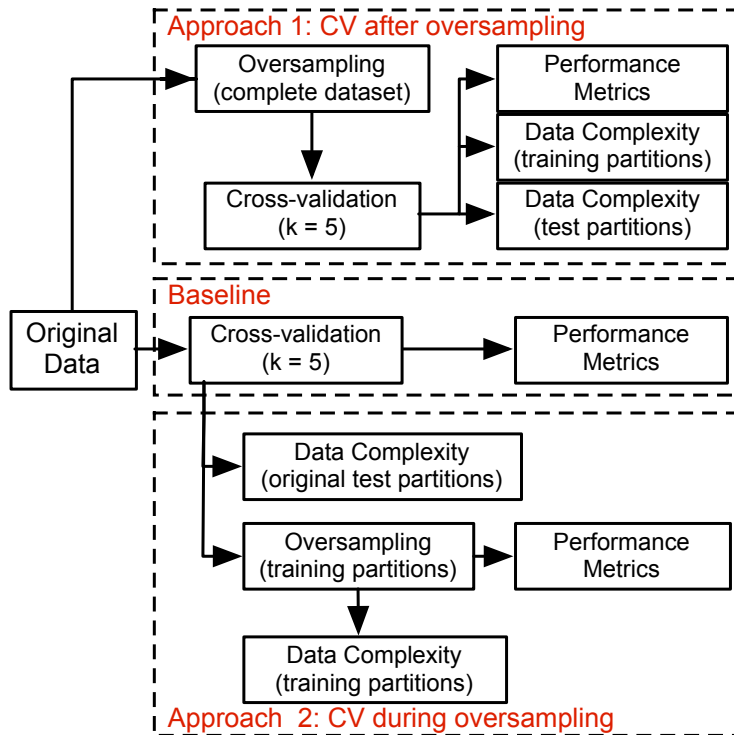 Approach 1: CV after oversampling
Oversampling
(complete dataset)
Performance
Metrics
Data Complexity
(training partitions)
Cross-validation
(k = 5)
Data Complexity
(test partitions)
Baseline
Original
Data
Cross-validation
(k = 5)
Performance
Metrics
Data Complexity
(original test partitions)
Oversampling
(training partitions)
Performance
Metrics
Data Complexity
(training partitions)
Approach 2: CV during oversampling